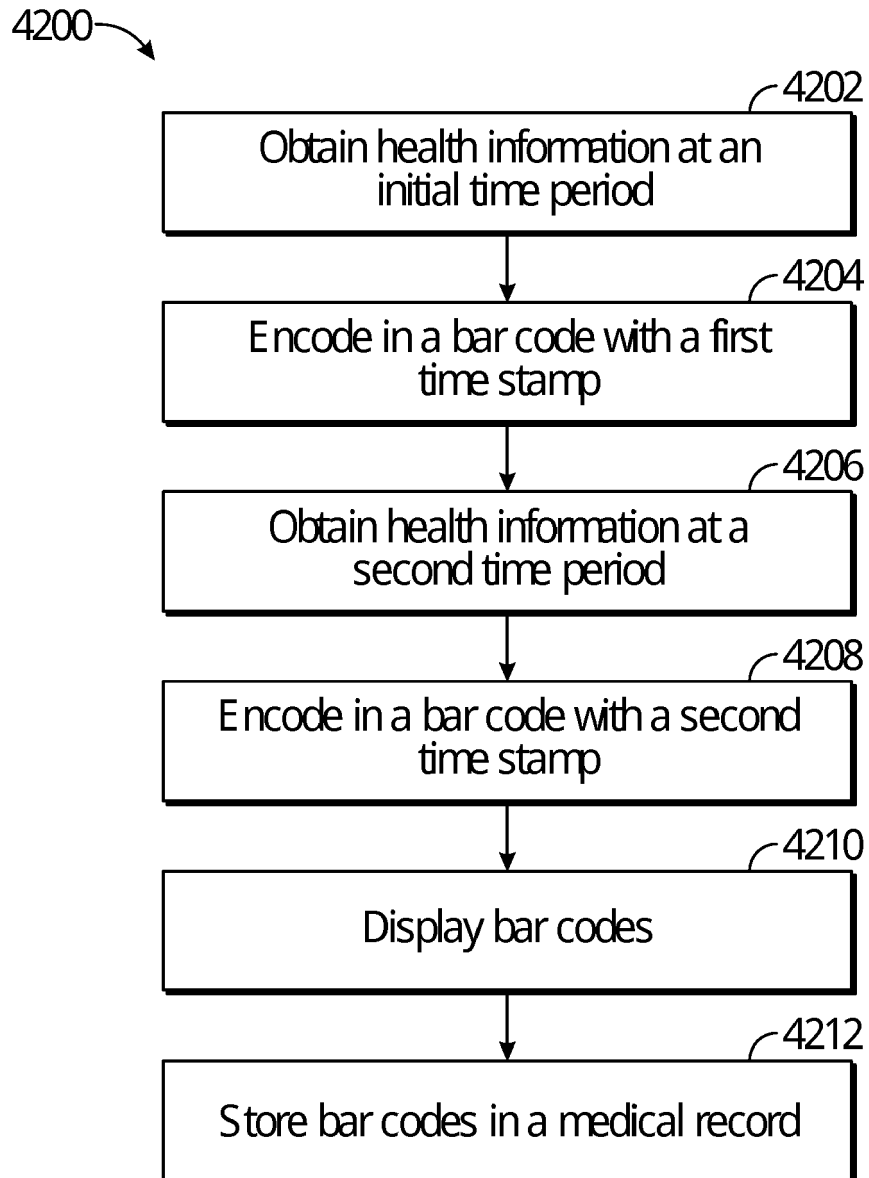 4200
4202
Obtain health information at an
initial time period
4204
Encode in a bar code with a first
time stamp
4206
Obtain health information at a
second time period
4208
Encode in a bar code with a second
time stamp
4210
Display bar codes
4212
Store bar codes in a medical record